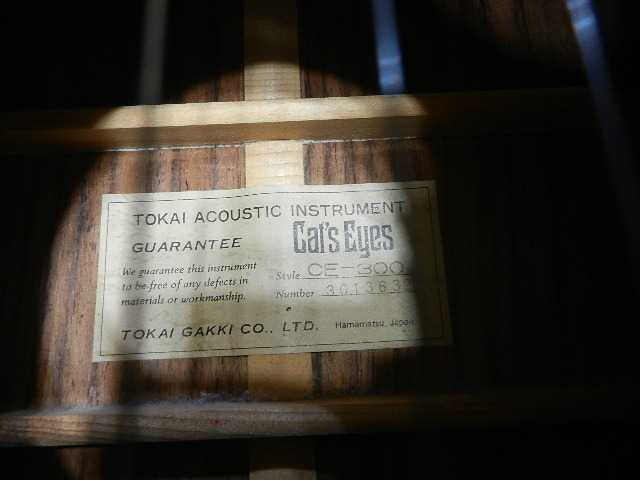 TOKAI ACOUSTIC INSTRUMENT
GUARANTEE
Cat's Eyes
We guarantee this instrument
to be free of any defects in
materials or workmanship.
Style CE-300
Number
TOKAI GAKKI CO., LTD. Hamamatsu, Japan